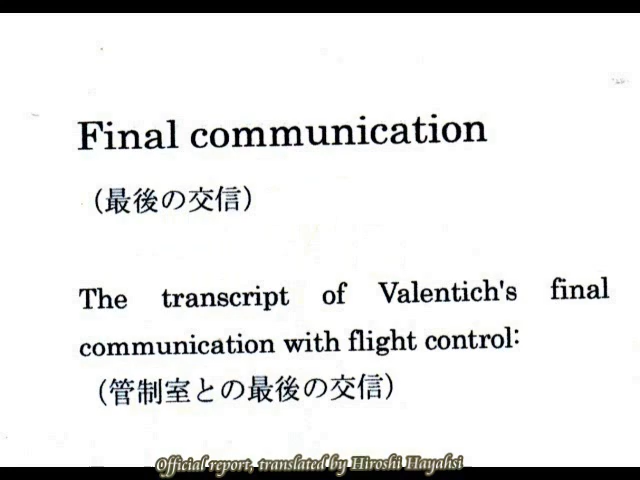 Final communication
（最後の交信）
The transcript of Valentich's final
communication with flight control:
（管制室との最後の交信）
Official report, translated by Hiroshi Hayahsi